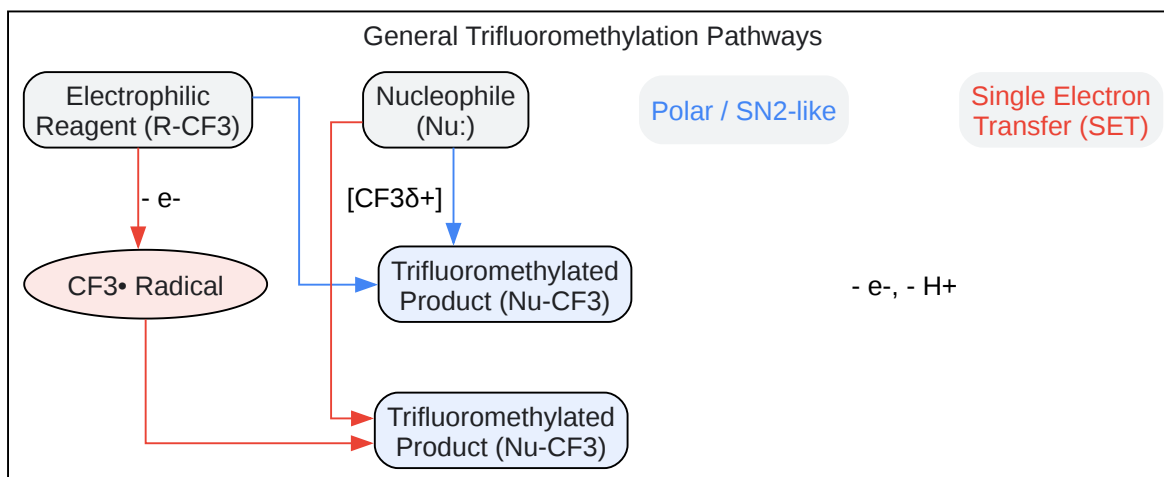 General Trifluoromethylation Pathways
Electrophilic
Reagent (R-CF3)
Nucleophile
(Nu:)
Polar / SN2-like
Single Electron
Transfer (SET)
- e-
[CF3δ+]
CF3• Radical
Trifluoromethylated
Product (Nu-CF3)
- e-, - H+
Trifluoromethylated
Product (Nu-CF3)